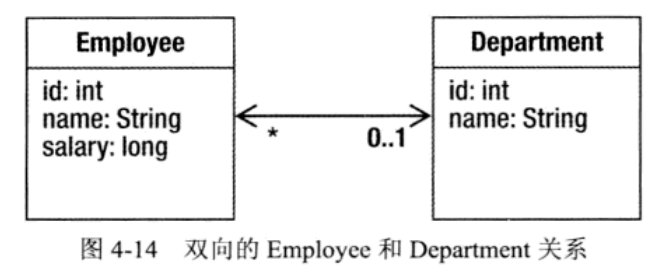 Employee
id: int
name: String
salary: long
*
0..1
Department
id: int
name: String
图 4-14 双向的 Employee 和 Department 关系